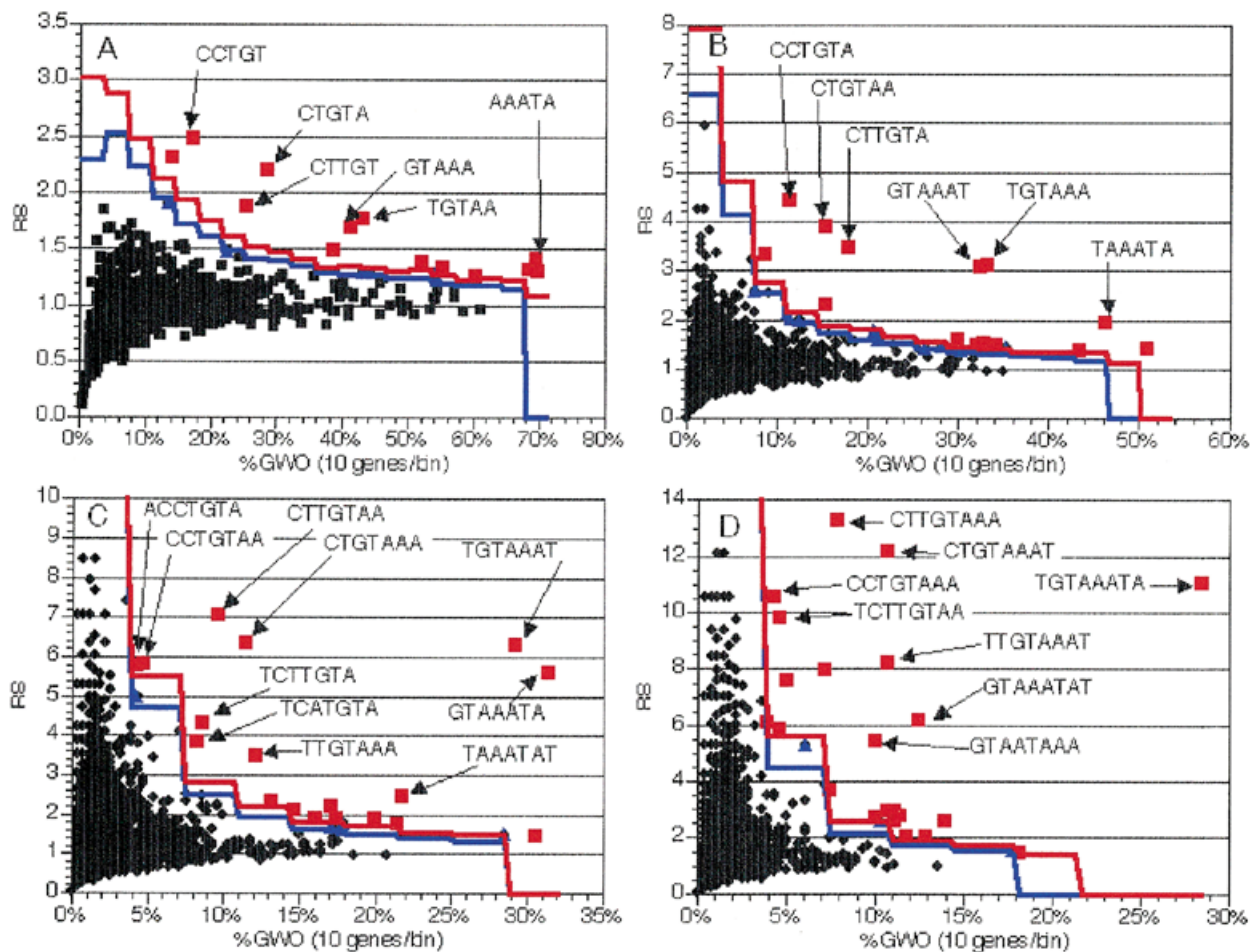 A
3.5
3.0
2.5
2.0
1.5
1.0
0.5
0.0
RS
CCTGT
CTGTA
CTTGT
GTAAA
TGTAA
AAATA
0% 10% 20% 30% 40% 50% 60% 70% 80%
%GWO (10 genes/bin)
B
8
7
6
5
4
3
2
1
0
RS
CCTGTA
CTGTAA
CTTGTA
GTAAAT
TGTAAA
TAAATA
0% 10% 20% 30% 40% 50% 60%
%GWO (10 genes/bin)
C
10
9
8
7
6
5
4
3
2
1
0
RS
ACCTGTA
CCTGTAA
CTTGTAA
CTGTAAA
TGTAAAT
TCTTGTA
TCATGTA
TTGTAAA
GTAAATA
TAAATAT
0% 5% 10% 15% 20% 25% 30% 35%
%GWO (10 genes/bin)
D
14
12
10
8
6
4
2
0
RS
CTTGTAAA
CTGTAAAT
CCTGTAAA
TGTAAATA
TCTTGTAA
TTGTAAAT
GTAAATAT
GTAATAAA
0% 5% 10% 15% 20% 25% 30%
%GWO (10 genes/bin)